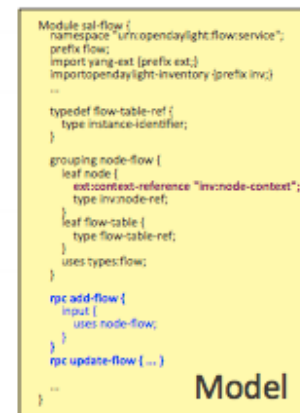 Module sal-flow {
namespace "urn:opendaylight:flow:service";
prefix flow;
import yang-ext {prefix ext;}
importopendaylight-inventory {prefix inv;}
...
typedef flow-table-ref {
type instance-identifier;
}
grouping node-flow {
leaf node {
ext:context-reference "inv:node-context";
type inv:node-ref;
}
leaf flow-table {
type flow-table-ref;
}
uses types:flow;
}
rpc add-flow {
input {
uses node-flow;
}
}
rpc update-flow { ... }
...
Model
}